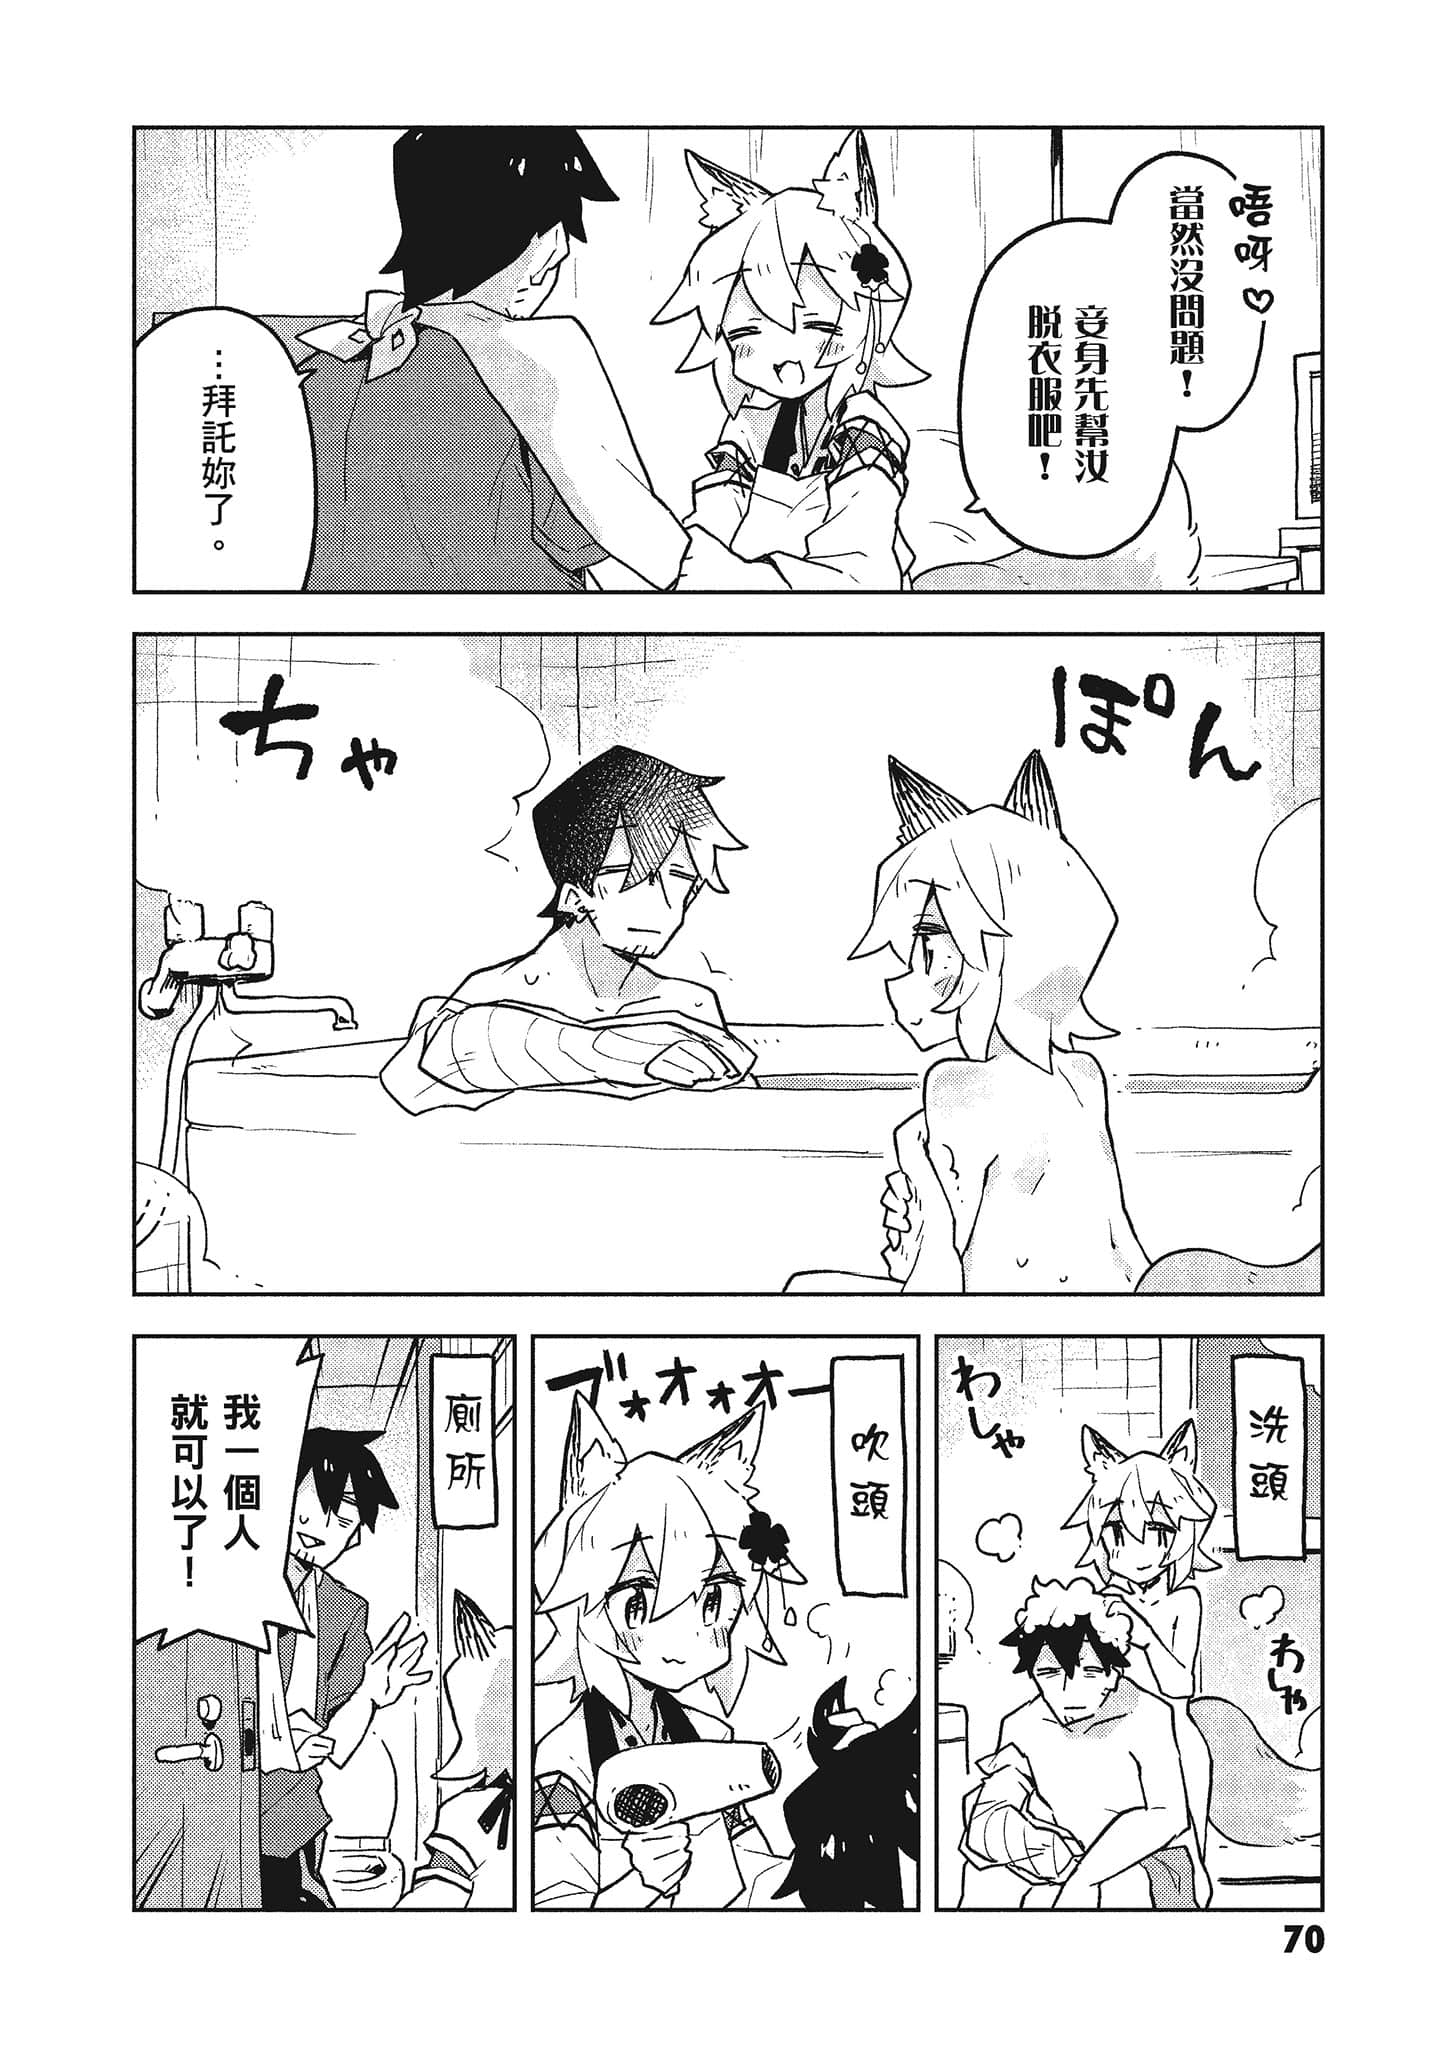 唔呀♡
當然沒問題！
妾身先幫汝
脫衣服吧！
…拜託妳了。
ぽん
ちゃ
洗頭
わしゃ
わしゃ
吹頭
ブォオォオー
廁所
我一個人
就可以了！
70